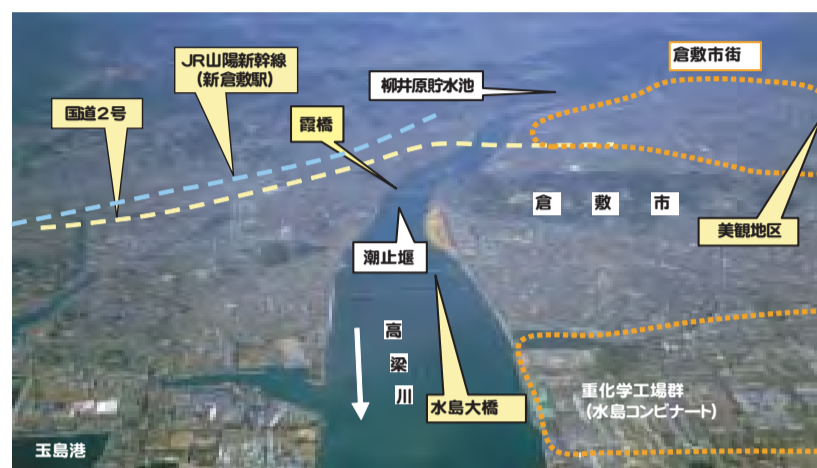 倉敷市街
JR山陽新幹線
（新倉敷駅）
柳井原貯水池
国道2号
霞橋
倉敷市
美観地区
潮止堰
高梁川
重化学工場群
（水島コンビナート）
水島大橋
玉島港